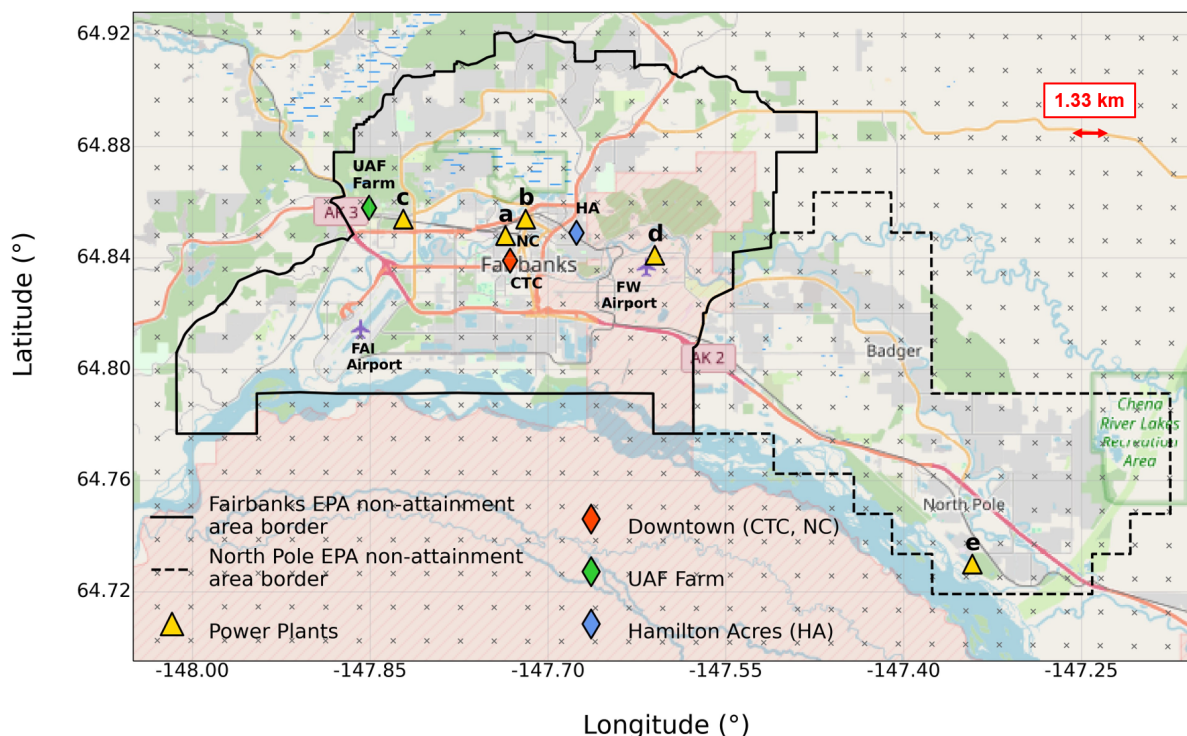 64.92
64.88
64.84
64.80
64.76
64.72
Latitude (°)
1.33 km
UAF
Farm
c
a
b
HA
AK 3
NC
d
Fairbanks
CTC
FW
Airport
FAI
Airport
AK 2
Badger
Chena
River Lakes
Recreation
Area
North Pole
e
Fairbanks EPA non-attainment
area border
North Pole EPA non-attainment
area border
Power Plants
Downtown (CTC, NC)
UAF Farm
Hamilton Acres (HA)
-148.00
-147.85
-147.70
-147.55
-147.40
-147.25
Longitude (°)